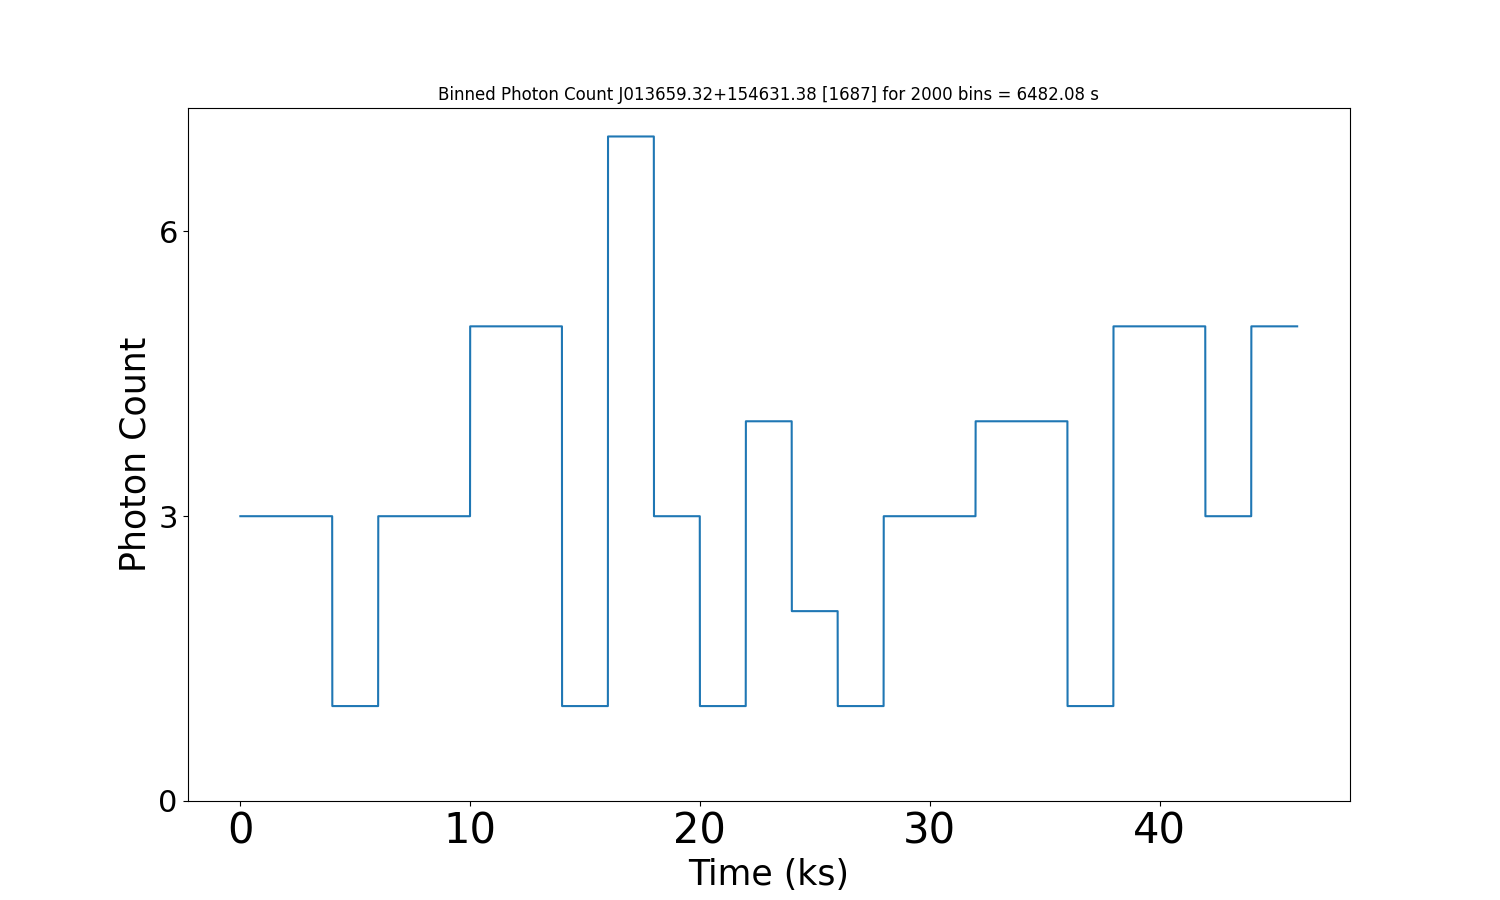 Binned Photon Count J013659.32+154631.38 [1687] for 2000 bins = 6482.08 s
Photon Count
6
3
0
0 10 20 30 40
Time (ks)